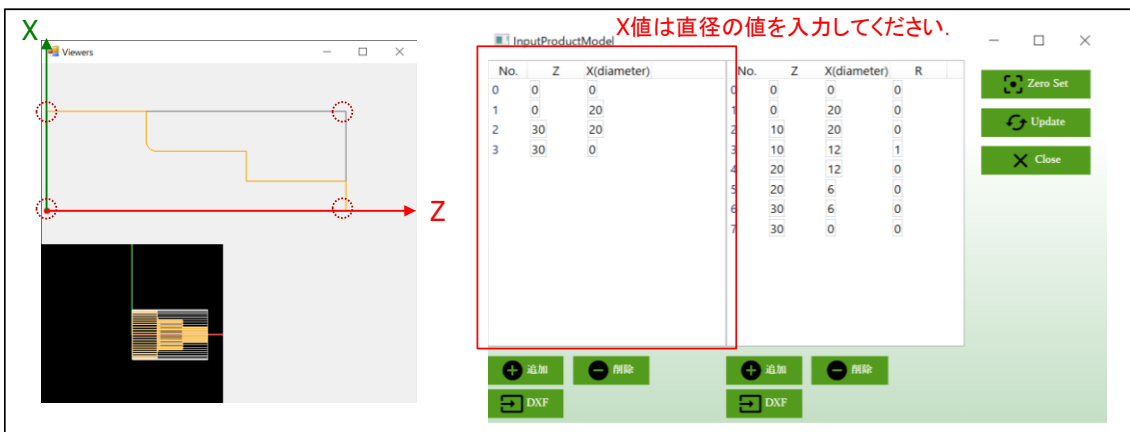 X値は直径の値を入力してください.
X
Viewers
Z
InputProductModel
No. Z X(diameter)
0 0 0
1 0 20
2 30 20
3 30 0
No. Z X(diameter) R
0 0 0 0
1 0 20 0
2 10 20 0
3 10 12 1
4 20 12 0
5 20 6 0
6 30 6 0
7 30 0 0
Zero Set
Update
Close
追加 削除
DXF
追加 削除
DXF